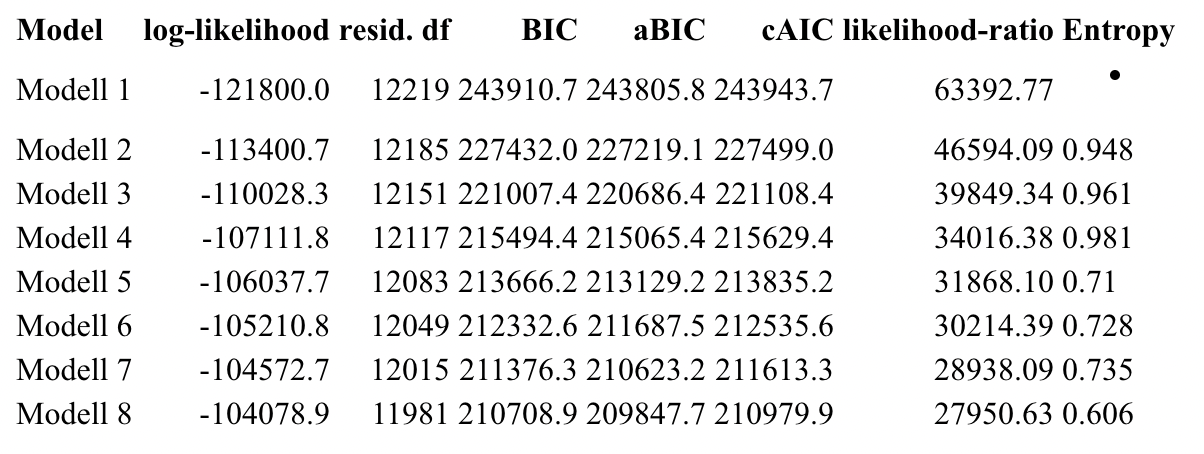 Model log-likelihood resid. df BIC aBIC cAIC likelihood-ratio Entropy
Modell 1 -121800.0 12219 243910.7 243805.8 243943.7 63392.77 •
Modell 2 -113400.7 12185 227432.0 227219.1 227499.0 46594.09 0.948
Modell 3 -110028.3 12151 221007.4 220686.4 221108.4 39849.34 0.961
Modell 4 -107111.8 12117 215494.4 215065.4 215629.4 34016.38 0.981
Modell 5 -106037.7 12083 213666.2 213129.2 213835.2 31868.10 0.71
Modell 6 -105210.8 12049 212332.6 211687.5 212535.6 30214.39 0.728
Modell 7 -104572.7 12015 211376.3 210623.2 211613.3 28938.09 0.735
Modell 8 -104078.9 11981 210708.9 209847.7 210979.9 27950.63 0.606